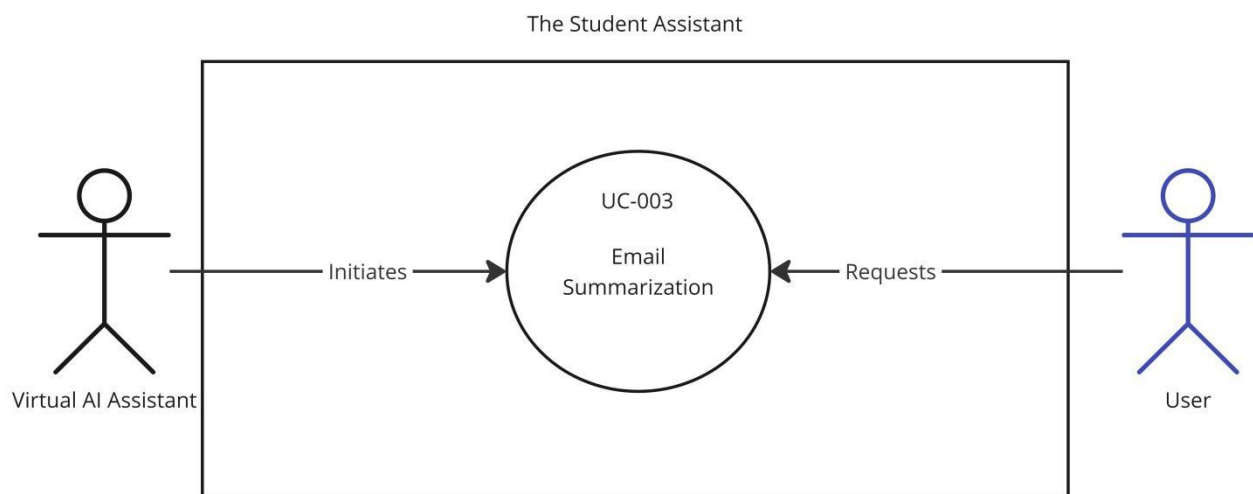 The Student Assistant
UC-003
Email
Summarization
Initiates
Requests
Virtual AI Assistant
User